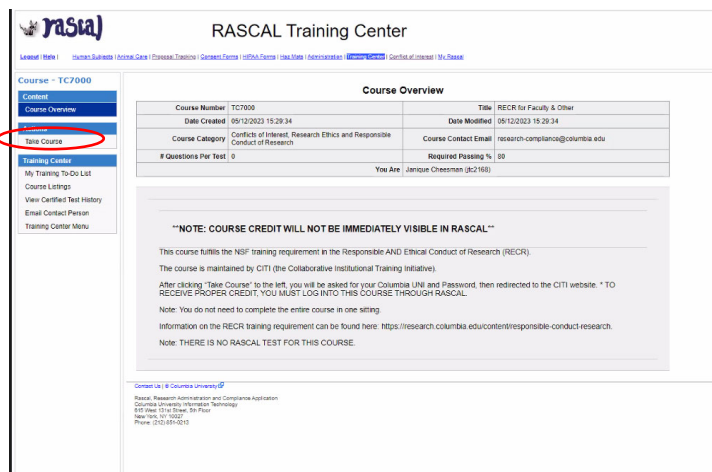 rascal
RASCAL Training Center
Logout | Help | Human Subjects | Animal Care | Proposal Tracking | Consent Forms | HIPAA Forms | Haz Mats | Administration | Training Center | Conflict of Interest | My Rascal
Course - TC7000
Content
Course Overview
Actions
Take Course
Training Center
My Training To-Do List
Course Listings
View Certified Test History
Email Contact Person
Training Center Menu
Course Overview
Course Number TC7000 Title RECR for Faculty & Other
Date Created 05/12/2023 15:29:34 Date Modified 05/12/2023 15:29:34
Course Category Conflicts of Interest, Research Ethics and Responsible
Conduct of Research Course Contact Email research-compliance@columbia.edu
# Questions Per Test 0 Required Passing % 80
You Are Janique Cheesman (jtc2168)
**NOTE: COURSE CREDIT WILL NOT BE IMMEDIATELY VISIBLE IN RASCAL**
This course fulfills the NSF training requirement in the Responsible AND Ethical Conduct of Research (RECR).
The course is maintained by CITI (the Collaborative Institutional Training Initiative).
After clicking "Take Course" to the left, you will be asked for your Columbia UNI and Password, then redirected to the CITI website. * TO
RECEIVE PROPER CREDIT, YOU MUST LOG INTO THIS COURSE THROUGH RASCAL.
Note: You do not need to complete the entire course in one sitting.
Information on the RECR training requirement can be found here: https://research.columbia.edu/content/responsible-conduct-research.
Note: THERE IS NO RASCAL TEST FOR THIS COURSE.
Contact Us | © Columbia University
Rascal, Research Administration and Compliance Application
Columbia University Information Technology
615 West 131st Street, 5th Floor
New York, NY 10027
Phone: (212) 851-0213